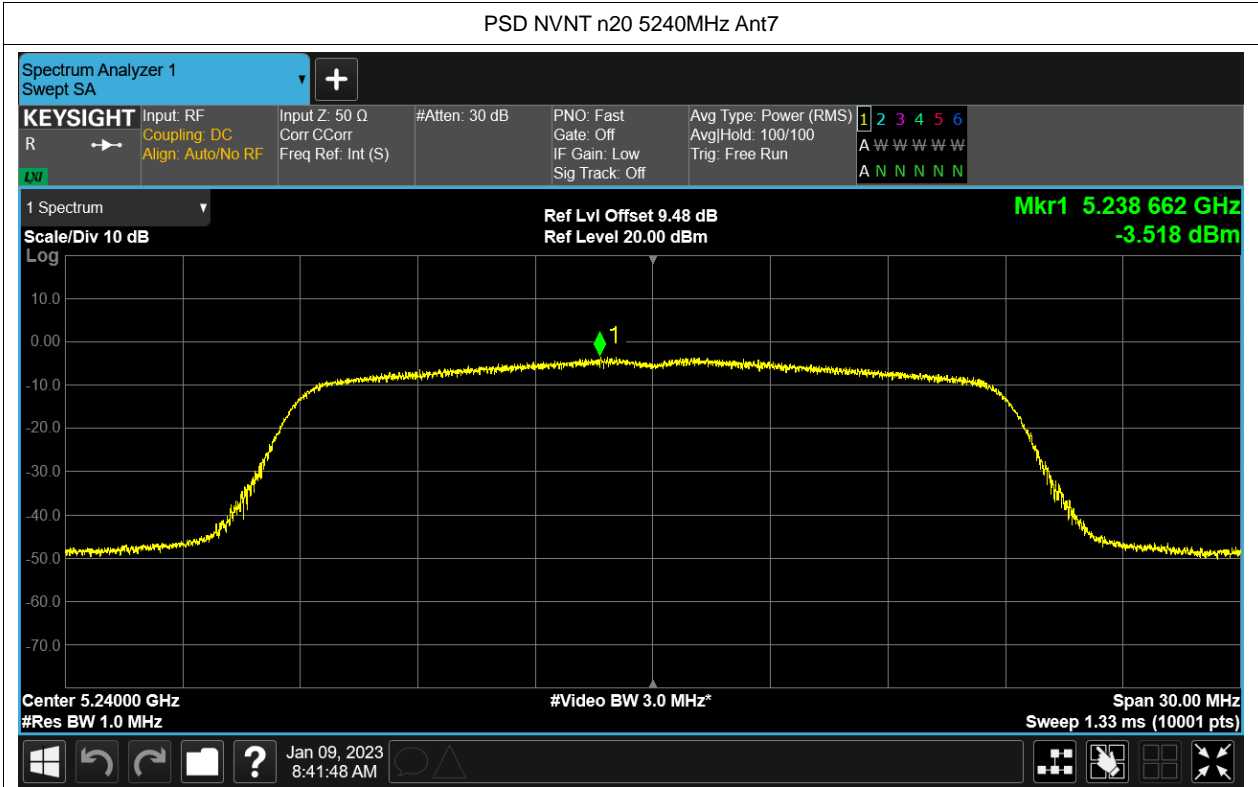 PSD NVNT n20 5240MHz Ant7
Spectrum Analyzer 1
Swept SA
KEYSIGHT
R
LXI
Input: RF
Coupling: DC
Align: Auto/No RF
Input Z: 50 Ω
Corr CCorr
Freq Ref: Int (S)
#Atten: 30 dB
PNO: Fast
Gate: Off
IF Gain: Low
Sig Track: Off
Avg Type: Power (RMS)
Avg|Hold: 100/100
Trig: Free Run
1 2 3 4 5 6
A W W W W W
A N N N N N
1 Spectrum
Scale/Div 10 dB
Ref Lvl Offset 9.48 dB
Ref Level 20.00 dBm
Mkr1 5.238 662 GHz
-3.518 dBm
Log
10.0
0.00
-10.0
-20.0
-30.0
-40.0
-50.0
-60.0
-70.0
1
Center 5.24000 GHz
#Res BW 1.0 MHz
#Video BW 3.0 MHz*
Span 30.00 MHz
Sweep 1.33 ms (10001 pts)
?
Jan 09, 2023
8:41:48 AM